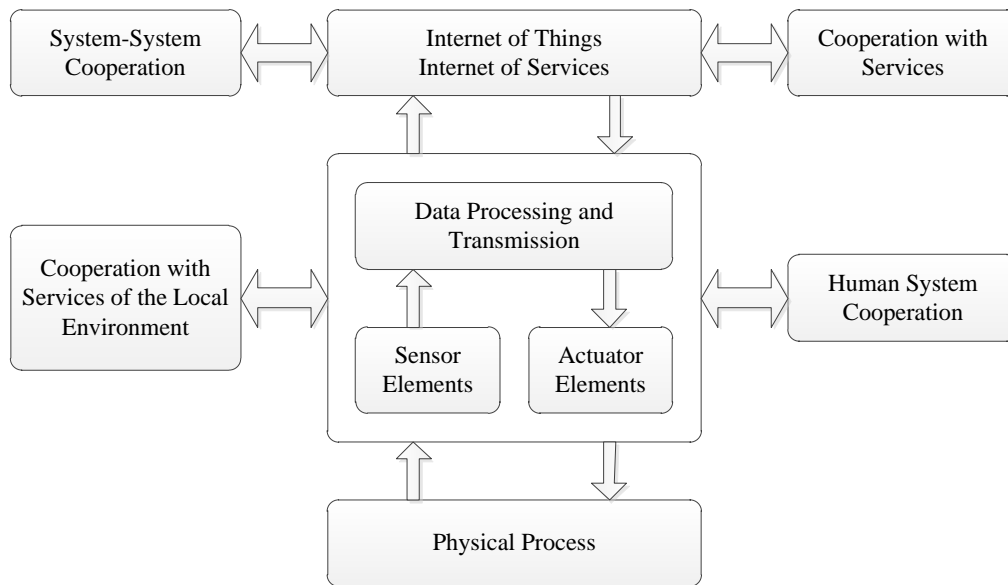 System-System
Cooperation
Internet of Things
Internet of Services
Cooperation with
Services
Data Processing and
Transmission
Cooperation with
Services of the Local
Environment
Human System
Cooperation
Sensor
Elements
Actuator
Elements
Physical Process